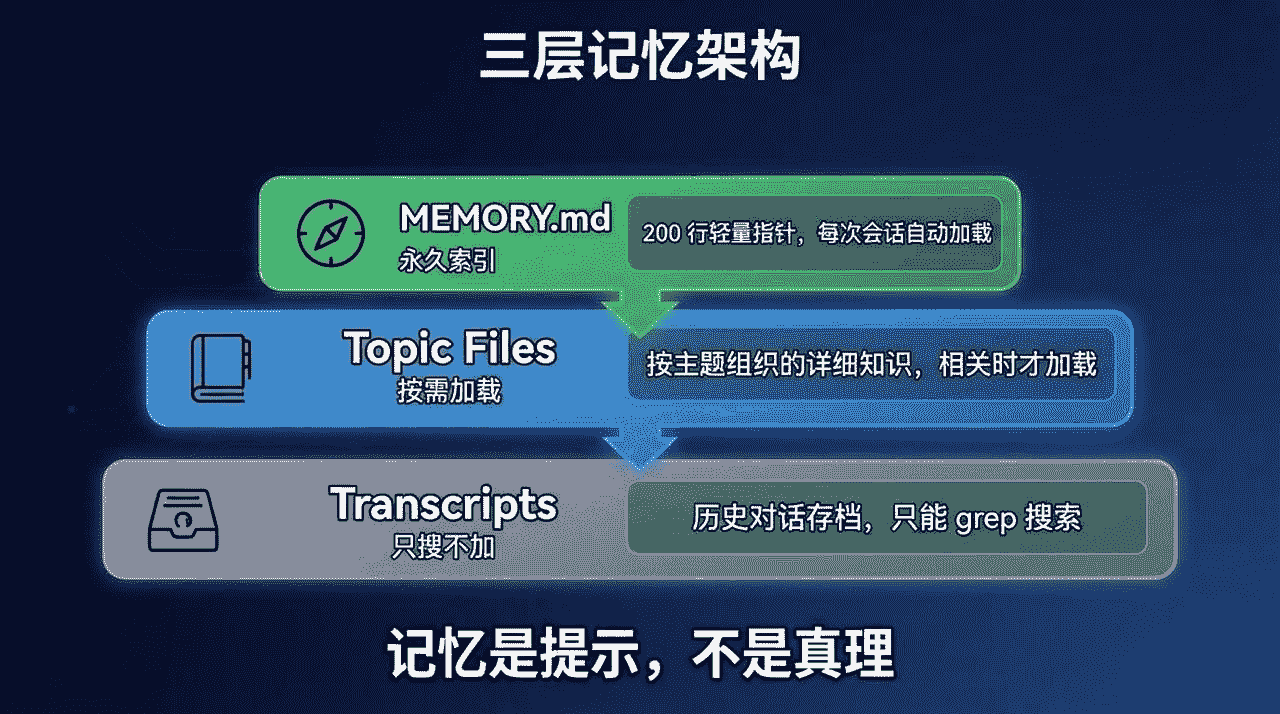 三层记忆架构
MEMORY.md
永久索引
200 行轻量指针，每次会话自动加载
Topic Files
按需加载
按主题组织的详细知识，相关时才加载
Transcripts
只搜不加
历史对话存档，只能 grep 搜索
记忆是提示，不是真理